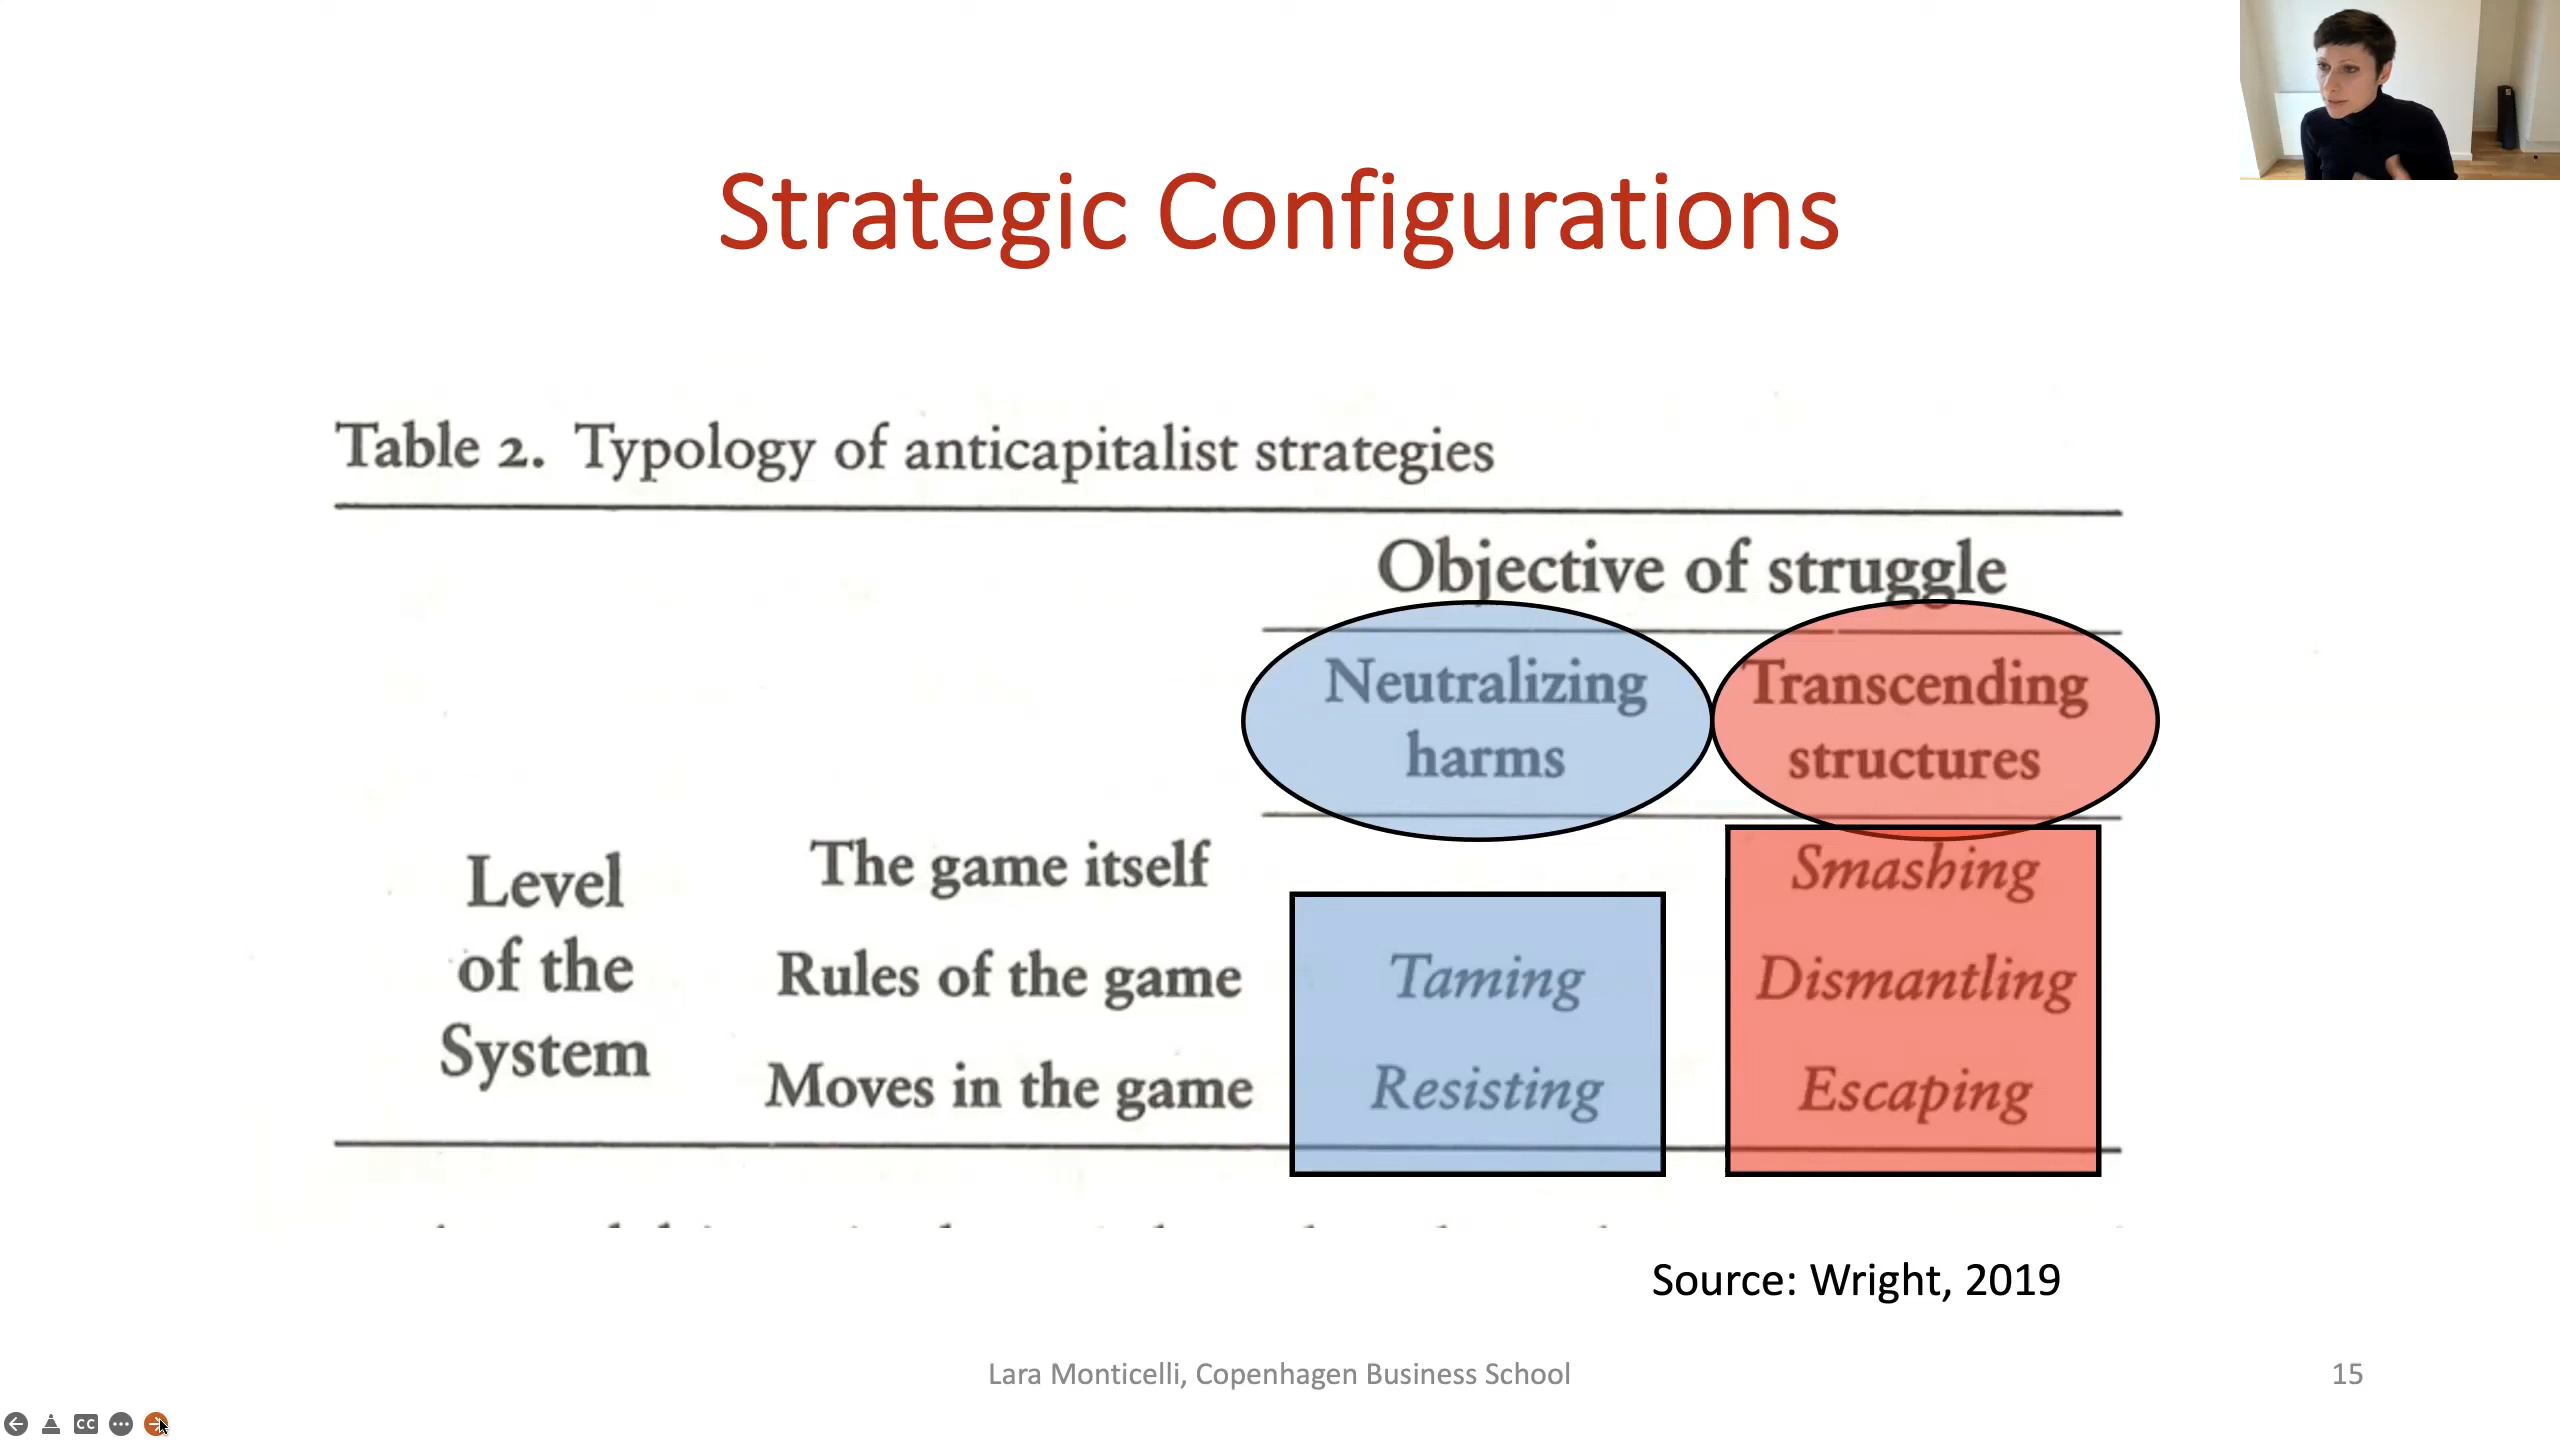 Strategic Configurations
Table 2. Typology of anticapitalist strategies
Objective of struggle
Neutralizing harms
Transcending structures
Level of the System
The game itself
Smashing
Rules of the game
Taming
Dismantling
Moves in the game
Resisting
Escaping
Source: Wright, 2019
Lara Monticelli, Copenhagen Business School
15
CC